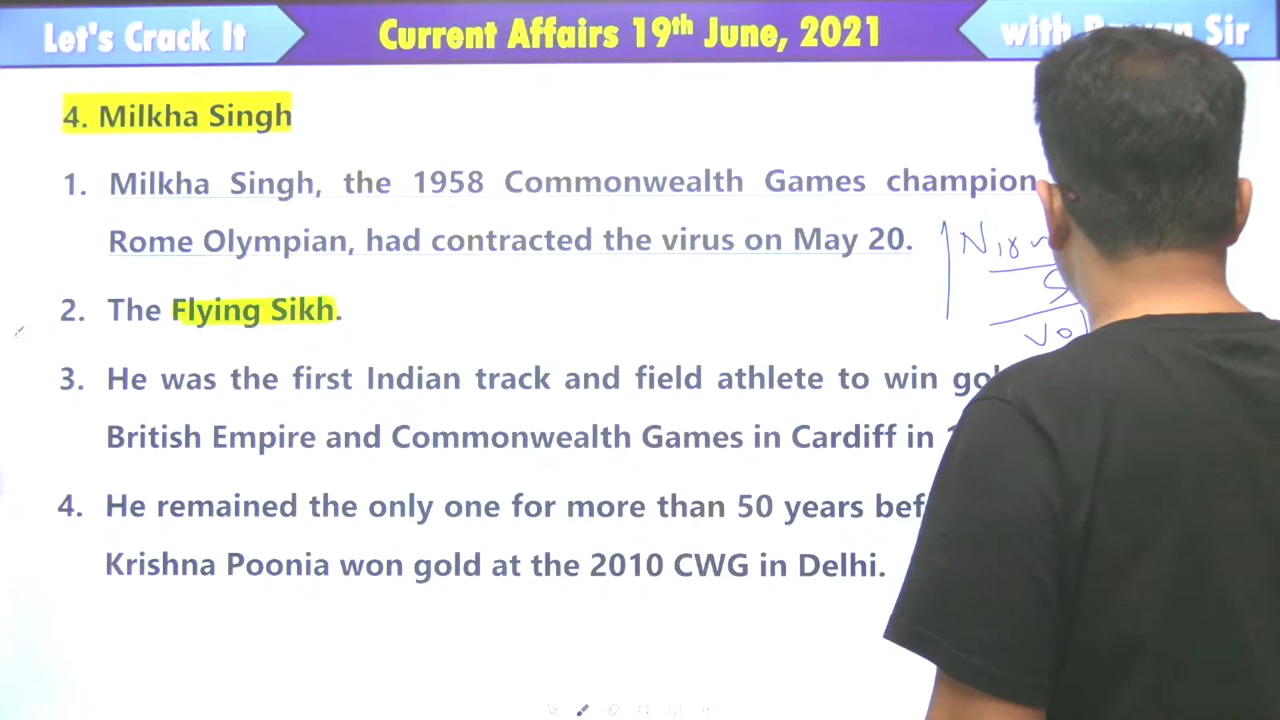 Let's Crack It
Current Affairs 19th June, 2021
with Sir
4. Milkha Singh
1. Milkha Singh, the 1958 Commonwealth Games champion
Rome Olympian, had contracted the virus on May 20.
2. The Flying Sikh.
3. He was the first Indian track and field athlete to win
British Empire and Commonwealth Games in Cardiff in
4. He remained the only one for more than 50 years
Krishna Poonia won gold at the 2010 CWG in Delhi.